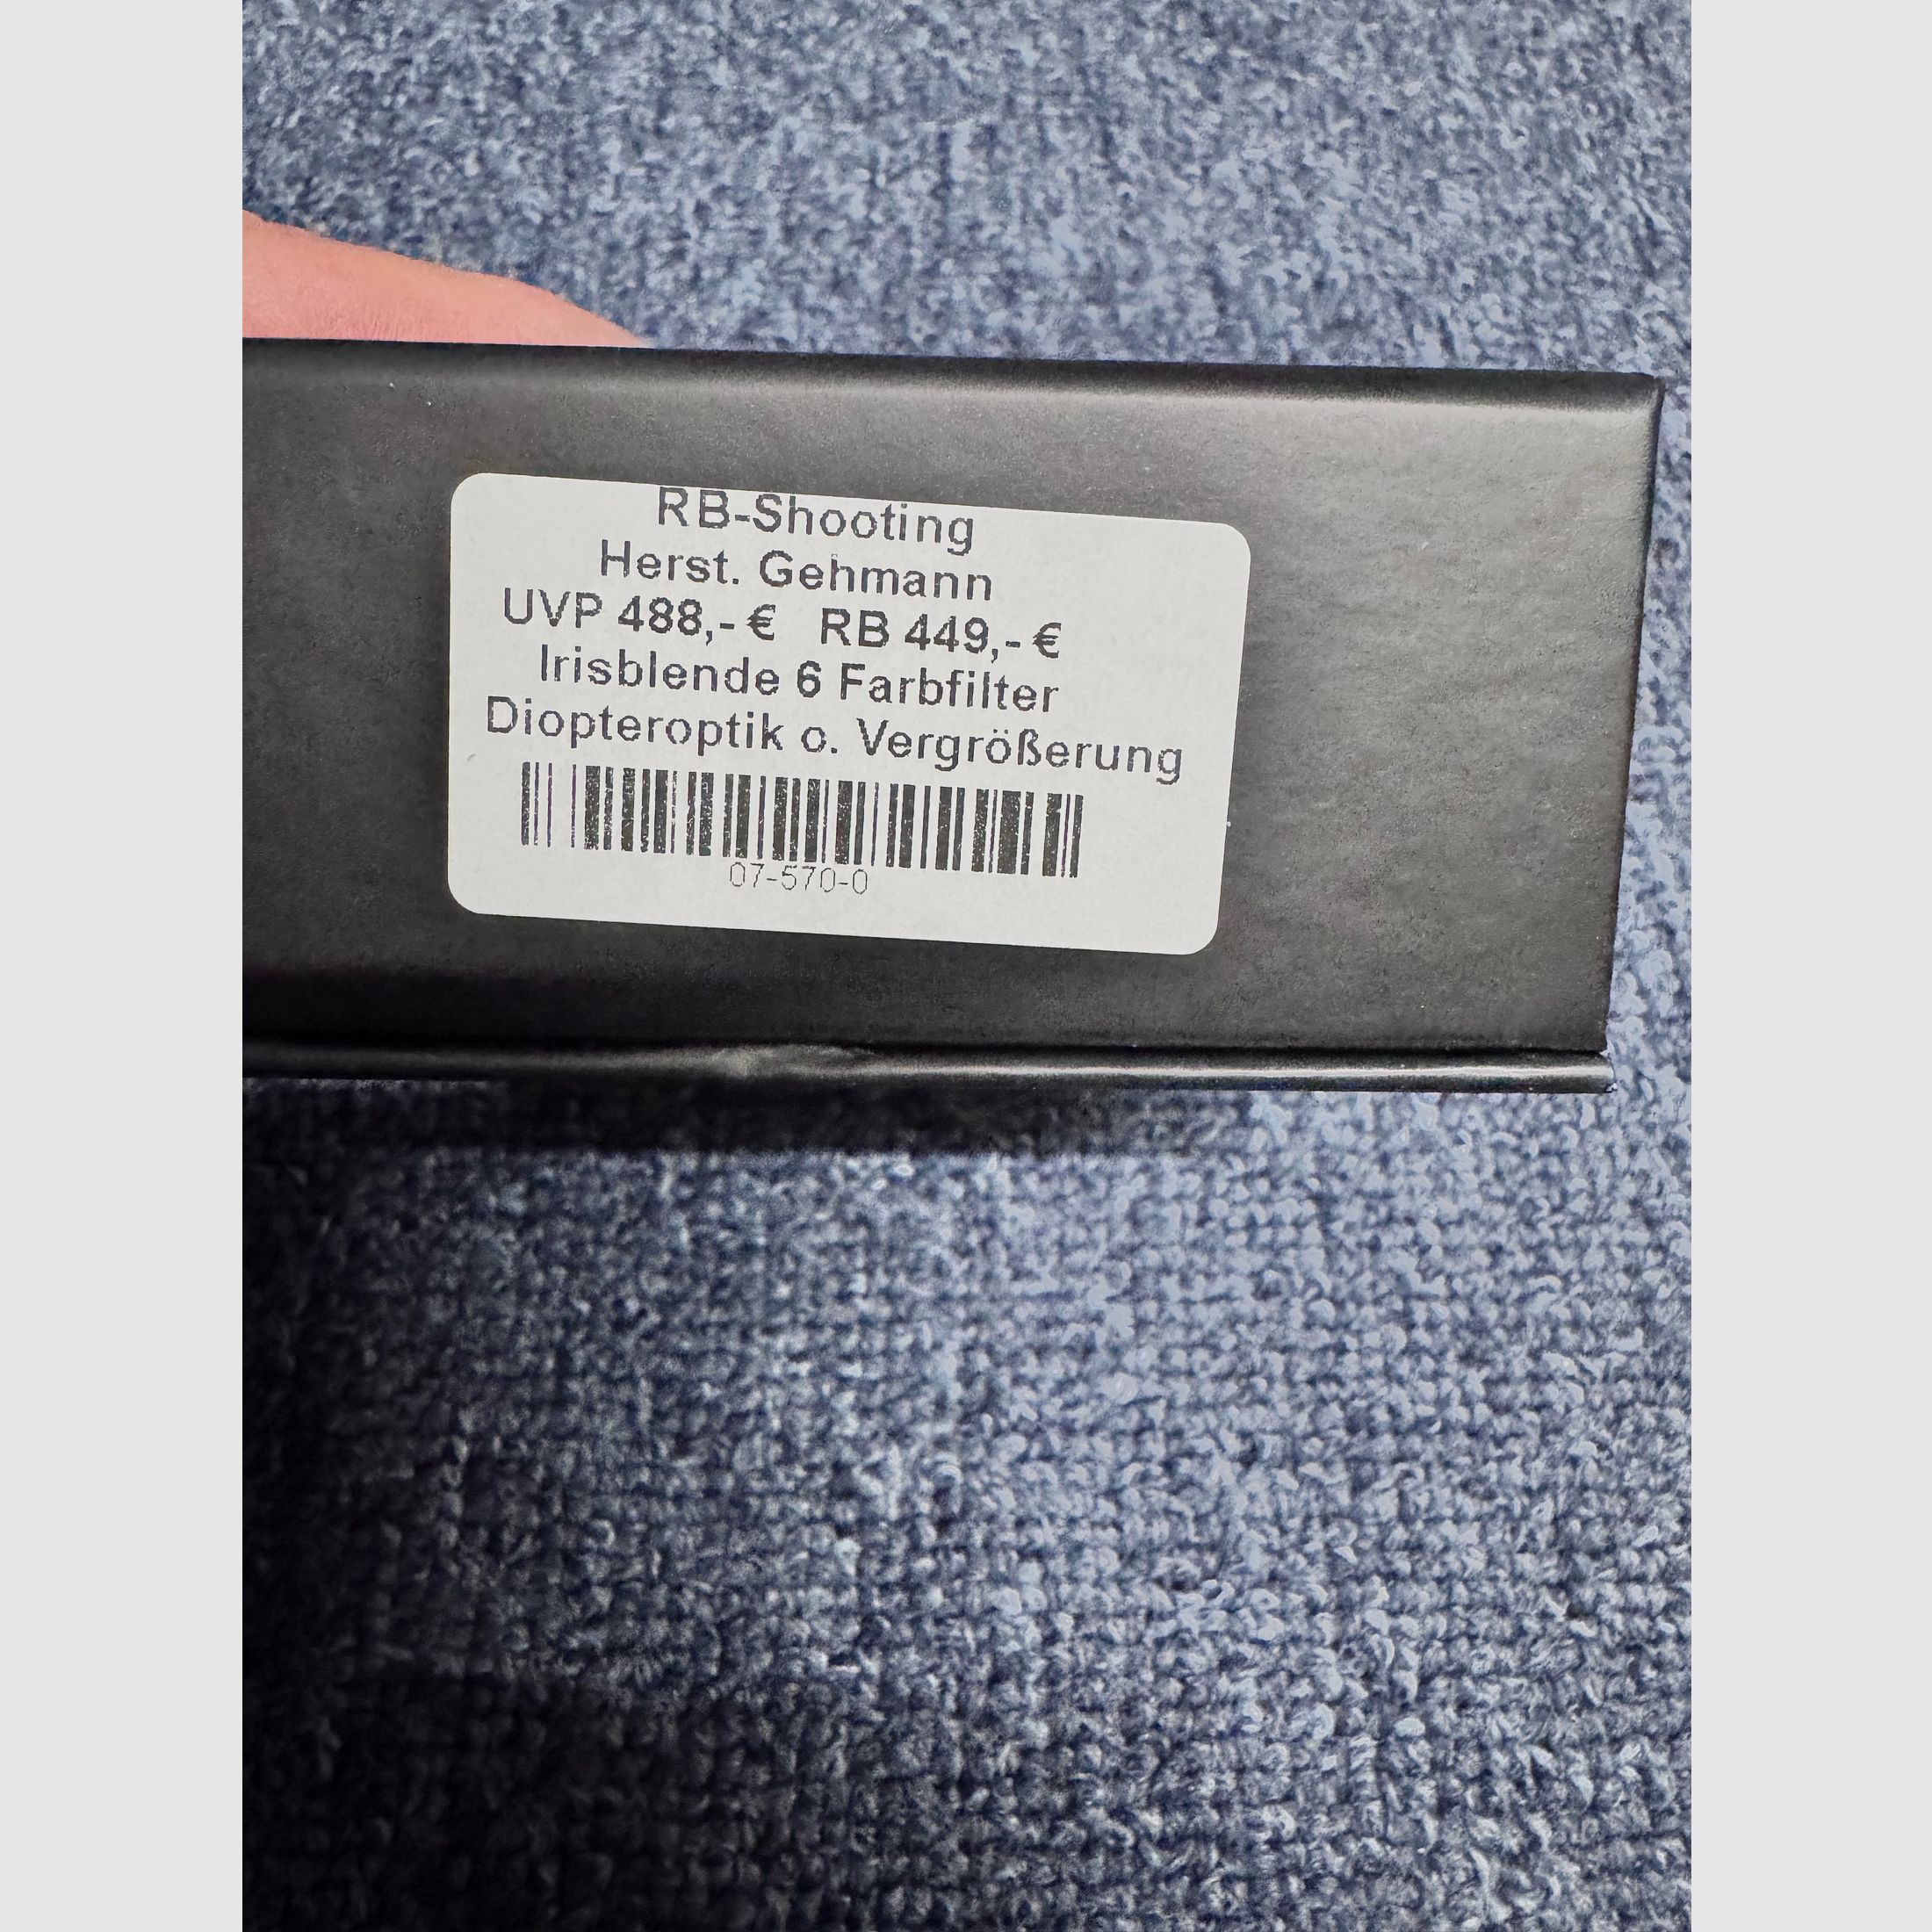 RB-Shooting
Herst. Gehmann
UVP 488,- € RB 449,- €
Irisblende 6 Farbfilter
Diopteroptik o. Vergrößerung
07-570-0